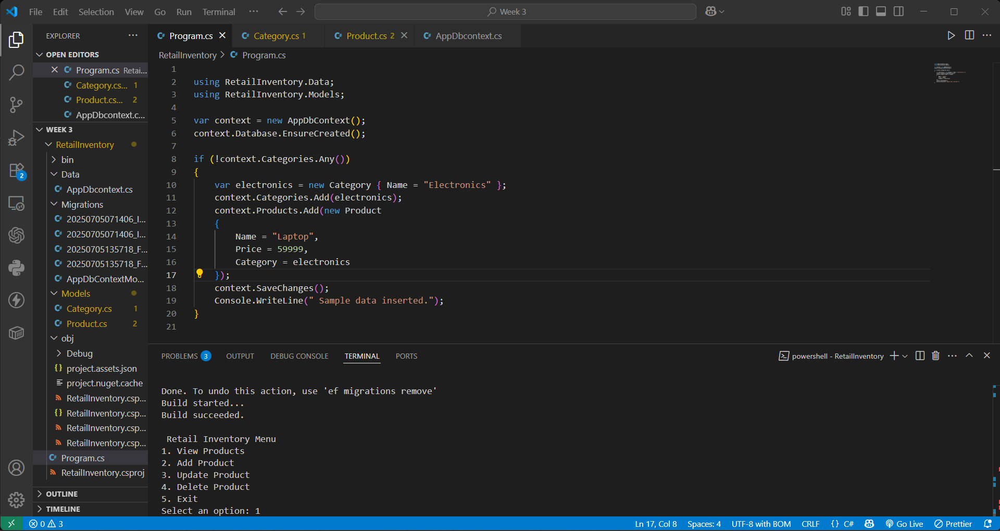 File Edit Selection View Go Run Terminal ··· Week 3
EXPLORER ···
OPEN EDITORS
Program.cs Retai...
Category.cs... 1
Product.cs... 2
AppDbcontext.c...
WEEK 3
RetailInventory
bin
Data
AppDbcontext.cs
Migrations
20250705071406_I...
20250705071406_I...
20250705135718_F...
20250705135718_F...
AppDbContextMo...
Models
Category.cs 1
Product.cs 2
obj
Debug
{} project.assets.json
project.nuget.cache
RetailInventory.csp...
{} RetailInventory.csp...
RetailInventory.csp...
RetailInventory.csp...
Program.cs
RetailInventory.csproj
OUTLINE
TIMELINE
2
Program.cs Category.cs 1 Product.cs 2 AppDbcontext.cs
RetailInventory > Program.cs
1
2 using RetailInventory.Data;
3 using RetailInventory.Models;
4
5 var context = new AppDbContext();
6 context.Database.EnsureCreated();
7
8 if (!context.Categories.Any())
9 {
10 var electronics = new Category { Name = "Electronics" };
11 context.Categories.Add(electronics);
12 context.Products.Add(new Product
13 {
14 Name = "Laptop",
15 Price = 59999,
16 Category = electronics
17 });
18 context.SaveChanges();
19 Console.WriteLine(" Sample data inserted.");
20 }
21
PROBLEMS 3 OUTPUT DEBUG CONSOLE TERMINAL PORTS powershell - RetailInventory
Done. To undo this action, use 'ef migrations remove'
Build started...
Build succeeded.
Retail Inventory Menu
1. View Products
2. Add Product
3. Update Product
4. Delete Product
5. Exit
Select an option: 1
0 3 Ln 17, Col 8 Spaces: 4 UTF-8 with BOM CRLF {} C# Go Live Prettier